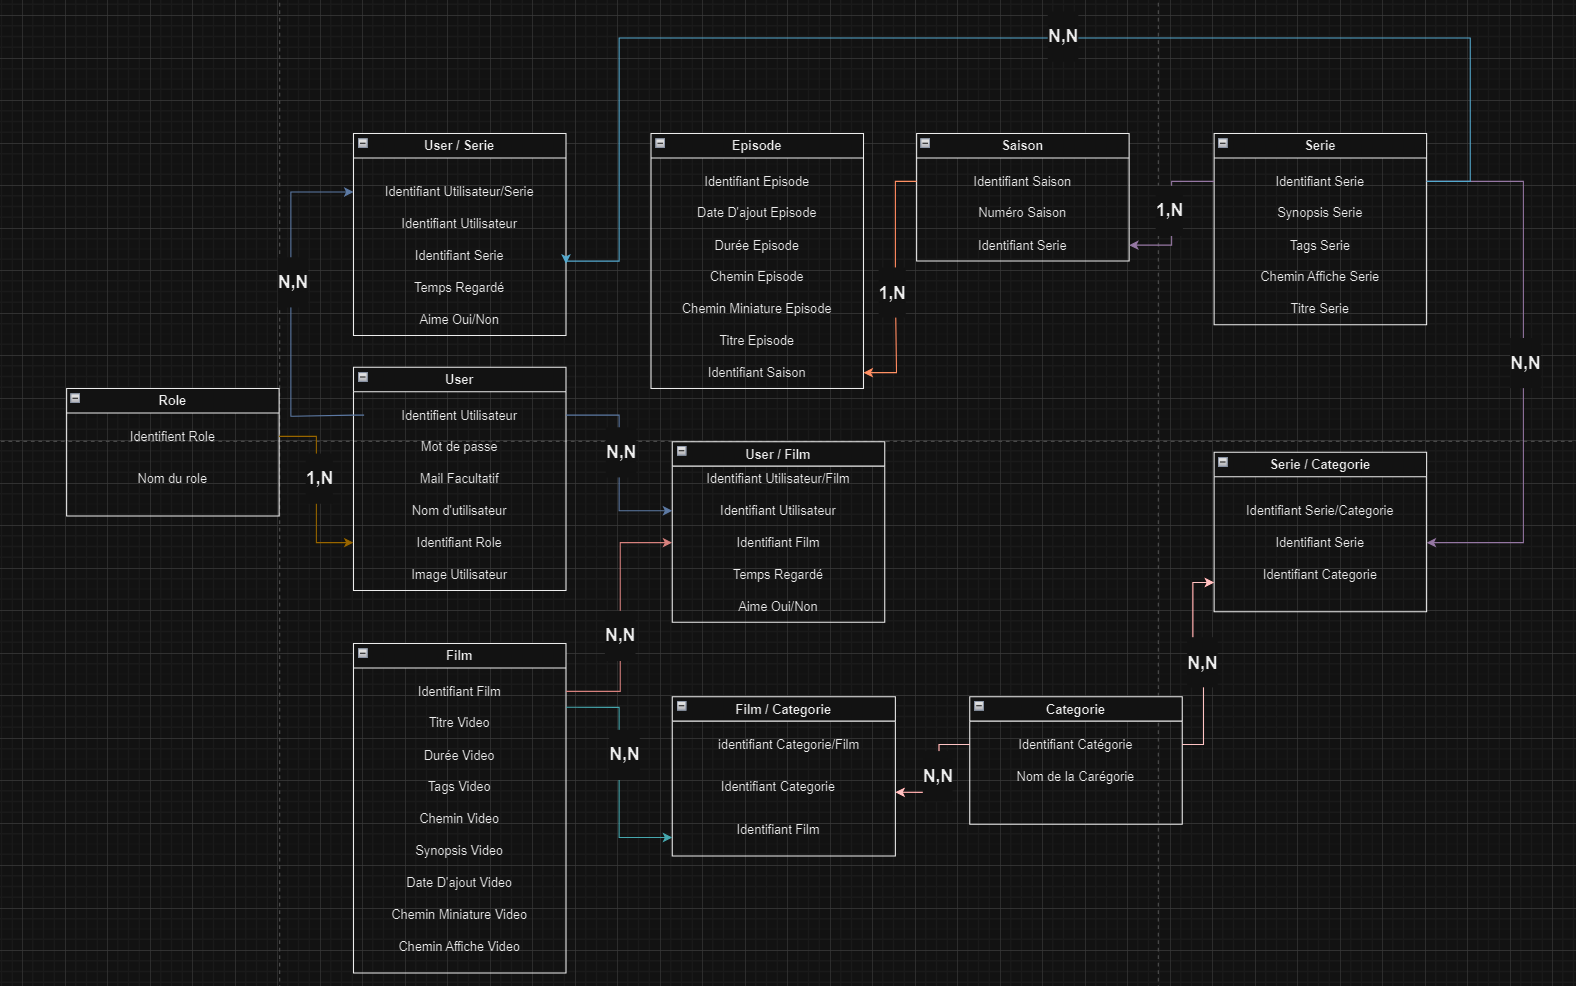 N,N
User / Serie
Identifiant Utilisateur/Serie
Identifiant Utilisateur
Identifiant Serie
Temps Regardé
Aime Oui/Non
Episode
Identifiant Episode
Date D'ajout Episode
Durée Episode
Chemin Episode
Chemin Miniature Episode
Titre Episode
Identifiant Saison
Saison
Identifiant Saison
Numéro Saison
Identifiant Serie
Serie
Identifiant Serie
Synopsis Serie
Tags Serie
Chemin Affiche Serie
Titre Serie
1,N
N,N
1,N
N,N
Role
Identifient Role
Nom du role
1,N
User
Identifient Utilisateur
Mot de passe
Mail Facultatif
Nom d'utilisateur
Identifiant Role
Image Utilisateur
N,N
User / Film
Identifiant Utilisateur/Film
Identifiant Utilisateur
Identifiant Film
Temps Regardé
Aime Oui/Non
Serie / Categorie
Identifiant Serie/Categorie
Identifiant Serie
Identifiant Categorie
N,N
N,N
Film
Identifiant Film
Titre Video
Durée Video
Tags Video
Chemin Video
Synopsis Video
Date D'ajout Video
Chemin Miniature Video
Chemin Affiche Video
N,N
Film / Categorie
identifiant Categorie/Film
Identifiant Categorie
Identifiant Film
N,N
Categorie
Identifiant Catégorie
Nom de la Carégorie